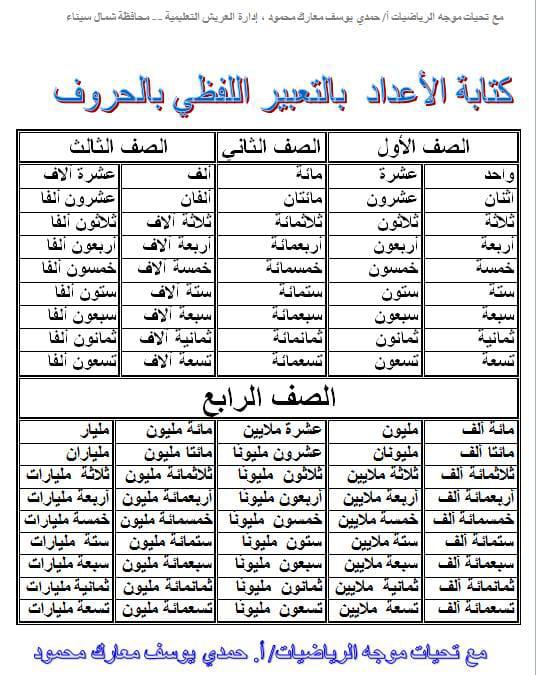 مع تحيات موجه الرياضيات أ/ حمدي يوسف معارك محمود ، إدارة العريش التعليمية -- محافظة شمال سيناء
كتابة الأعداد بالتعبير اللفظي بالحروف
الصف الأول الصف الثاني الصف الثالث
واحد عشرة مائة ألف عشرة آلاف
اثنان عشرون مائتان ألفان عشرون ألفا
ثلاثة ثلاثون ثلاثمائة ثلاثة آلاف ثلاثون ألفا
أربعة أربعون أربعمائة أربعة آلاف أربعون ألفا
خمسة خمسون خمسمائة خمسة آلاف خمسون ألفا
ستة ستون ستمائة ستة آلاف ستون ألفا
سبعة سبعون سبعمائة سبعة آلاف سبعون ألفا
ثمانية ثمانون ثمانمائة ثمانية آلاف ثمانون ألفا
تسعة تسعون تسعمائة تسعة آلاف تسعون ألفا
الصف الرابع
مائة ألف مليون عشرة ملايين مائة مليون مليار
مائتا ألف مليونان عشرون مليونا مائتا مليون ملياران
ثلاثمائة ألف ثلاثة ملايين ثلاثون مليونا ثلاثمائة مليون ثلاثة مليارات
أربعمائة ألف أربعة ملايين أربعون مليونا أربعمائة مليون أربعة مليارات
خمسمائة ألف خمسة ملايين خمسون مليونا خمسمائة مليون خمسة مليارات
ستمائة ألف ستة ملايين ستون مليونا ستمائة مليون ستة مليارات
سبعمائة ألف سبعة ملايين سبعون مليونا سبعمائة مليون سبعة مليارات
ثمانمائة ألف ثمانية ملايين ثمانون مليونا ثمانمائة مليون ثمانية مليارات
تسعمائة ألف تسعة ملايين تسعون مليونا تسعمائة مليون تسعة مليارات
مع تحيات موجه الرياضيات/ أ. حمدي يوسف معارك محمود